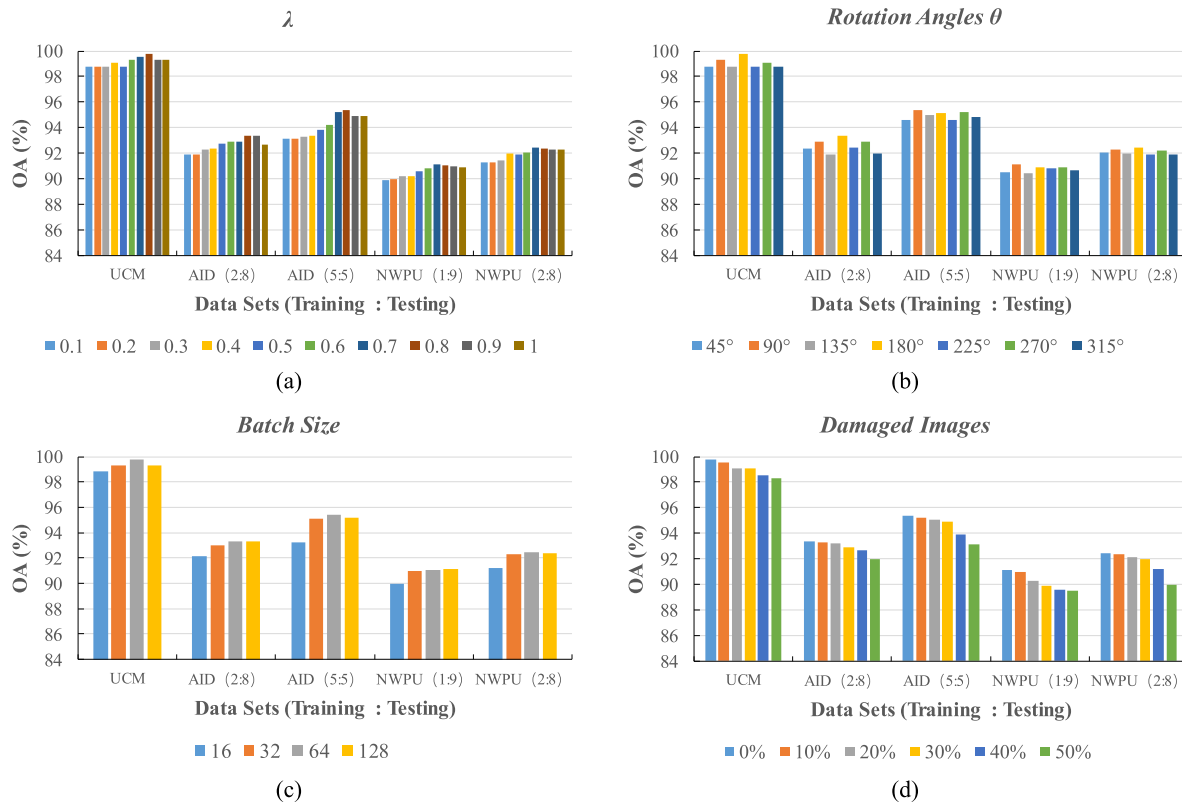 λ
100
98
96
94
92
90
88
86
84
OA (%)
UCM AID (2:8) AID (5:5) NWPU (1:9) NWPU (2:8)
Data Sets (Training : Testing)
0.1 0.2 0.3 0.4 0.5 0.6 0.7 0.8 0.9 1
(a)
Rotation Angles θ
100
98
96
94
92
90
88
86
84
OA (%)
UCM AID (2:8) AID (5:5) NWPU (1:9) NWPU (2:8)
Data Sets (Training : Testing)
45° 90° 135° 180° 225° 270° 315°
(b)
Batch Size
100
98
96
94
92
90
88
86
84
OA (%)
UCM AID (2:8) AID (5:5) NWPU (1:9) NWPU (2:8)
Data Sets (Training : Testing)
16 32 64 128
(c)
Damaged Images
100
98
96
94
92
90
88
86
84
OA (%)
UCM AID (2:8) AID (5:5) NWPU (1:9) NWPU (2:8)
Data Sets (Training : Testing)
0% 10% 20% 30% 40% 50%
(d)